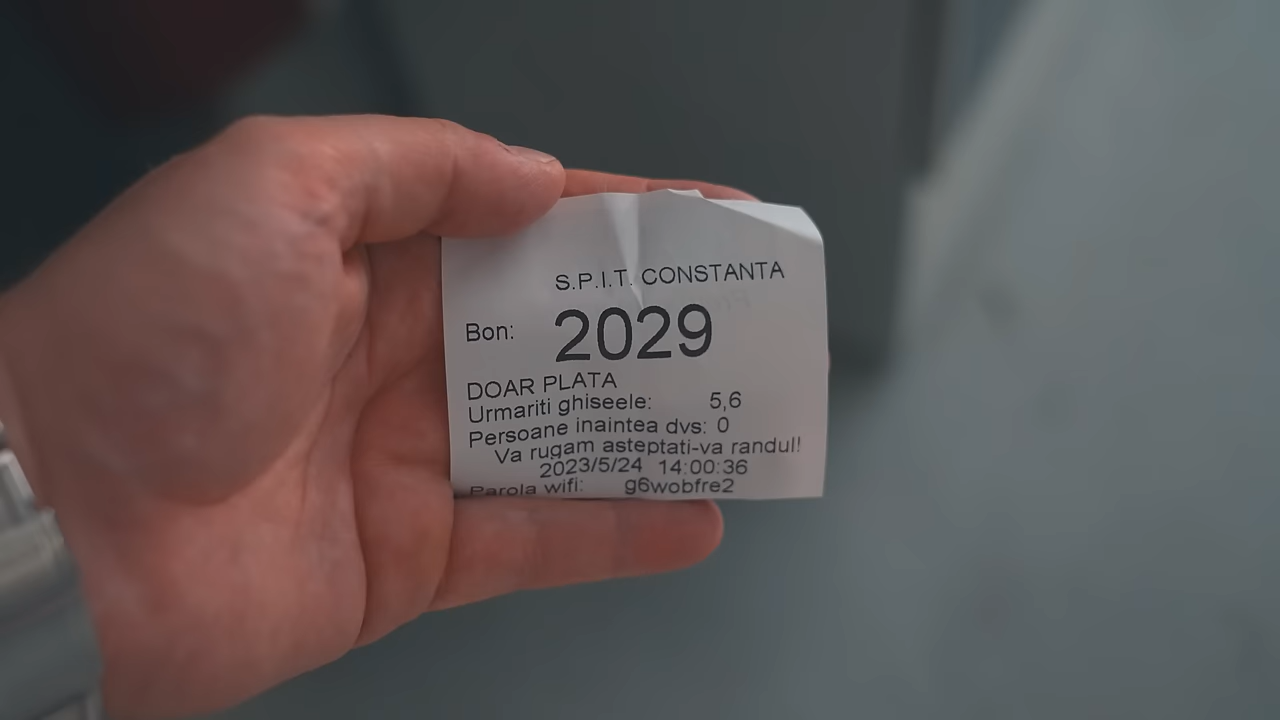 S.P.I.T. CONSTANTA
Bon: 2029
DOAR PLATA
Urmariti ghiseele: 5,6
Persoane inaintea dvs: 0
Va rugam asteptati-va randul!
2023/5/24 14:00:36
Parola wifi: g6wobfre2